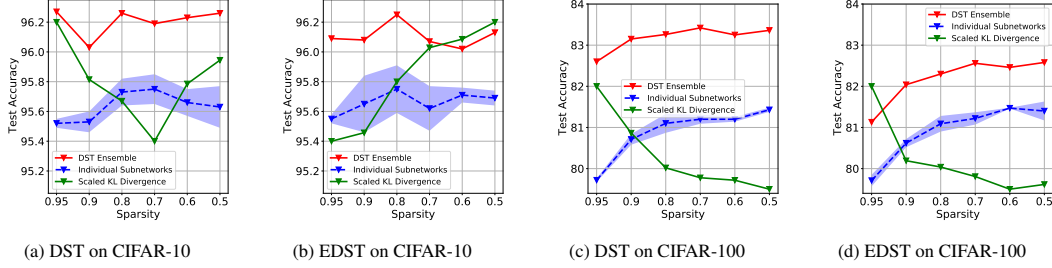 96.2
96.0
95.8
95.6
95.4
95.2
Test Accuracy
DST Ensemble
Individual Subnetworks
Scaled KL Divergence
0.95 0.9 0.8 0.7 0.6 0.5
Sparsity
(a) DST on CIFAR-10
96.2
96.0
95.8
95.6
95.4
95.2
Test Accuracy
DST Ensemble
Individual Subnetworks
Scaled KL Divergence
0.95 0.9 0.8 0.7 0.6 0.5
Sparsity
(b) EDST on CIFAR-10
84
83
82
81
80
Test Accuracy
DST Ensemble
Individual Subnetworks
Scaled KL Divergence
0.95 0.9 0.8 0.7 0.6 0.5
Sparsity
(c) DST on CIFAR-100
84
83
82
81
80
Test Accuracy
EDST Ensemble
Individual Subnetworks
Scaled KL Divergence
0.95 0.9 0.8 0.7 0.6 0.5
Sparsity
(d) EDST on CIFAR-100